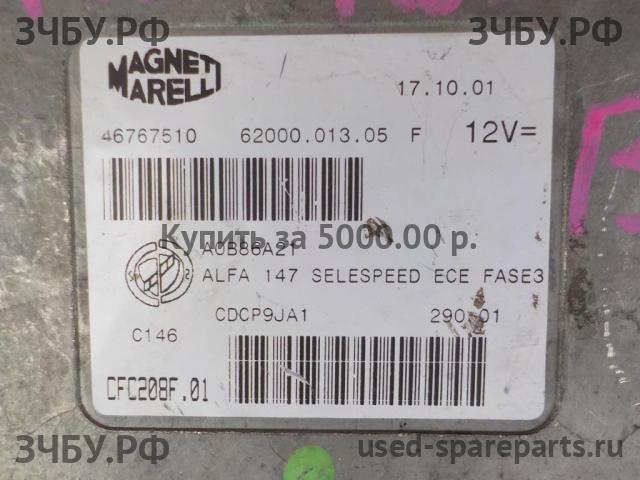 ЗЧБУ.РФ ЗЧБУ.РФ
MAGNETI
MARELLI
17.10.01
46767510 62000.013.05 F 12V=
Купить за 5000.00 р.
A0B86A21
ALFA 147 SELESPEED ECE FASE3
CDCP9JA1 290 01
C146
CFC208F.01
ЗЧБУ.РФ used-spareparts.ru